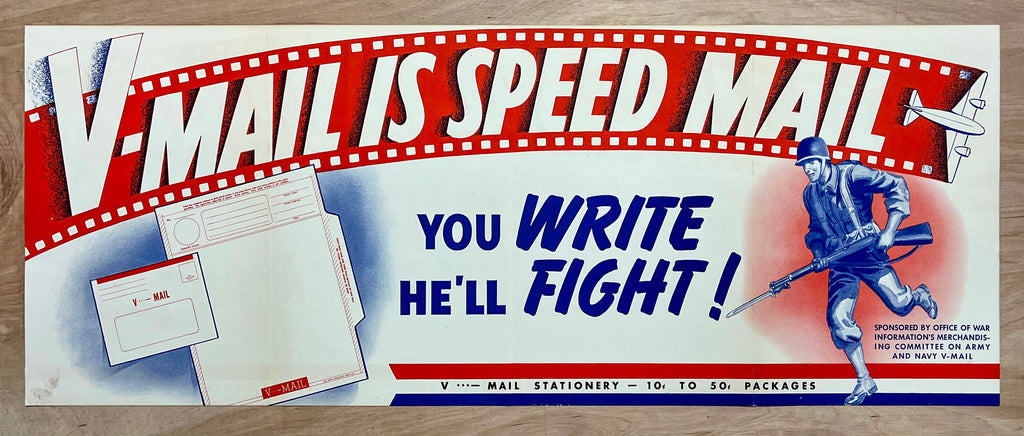 V-MAIL IS SPEED MAIL
YOU WRITE
HE'LL FIGHT!
V···— MAIL
V···—MAIL
SPONSORED BY OFFICE OF WAR
INFORMATION'S MERCHANDIS-
ING COMMITTEE ON ARMY
AND NAVY V-MAIL
V ···— MAIL STATIONERY — 10¢ TO 50¢ PACKAGES